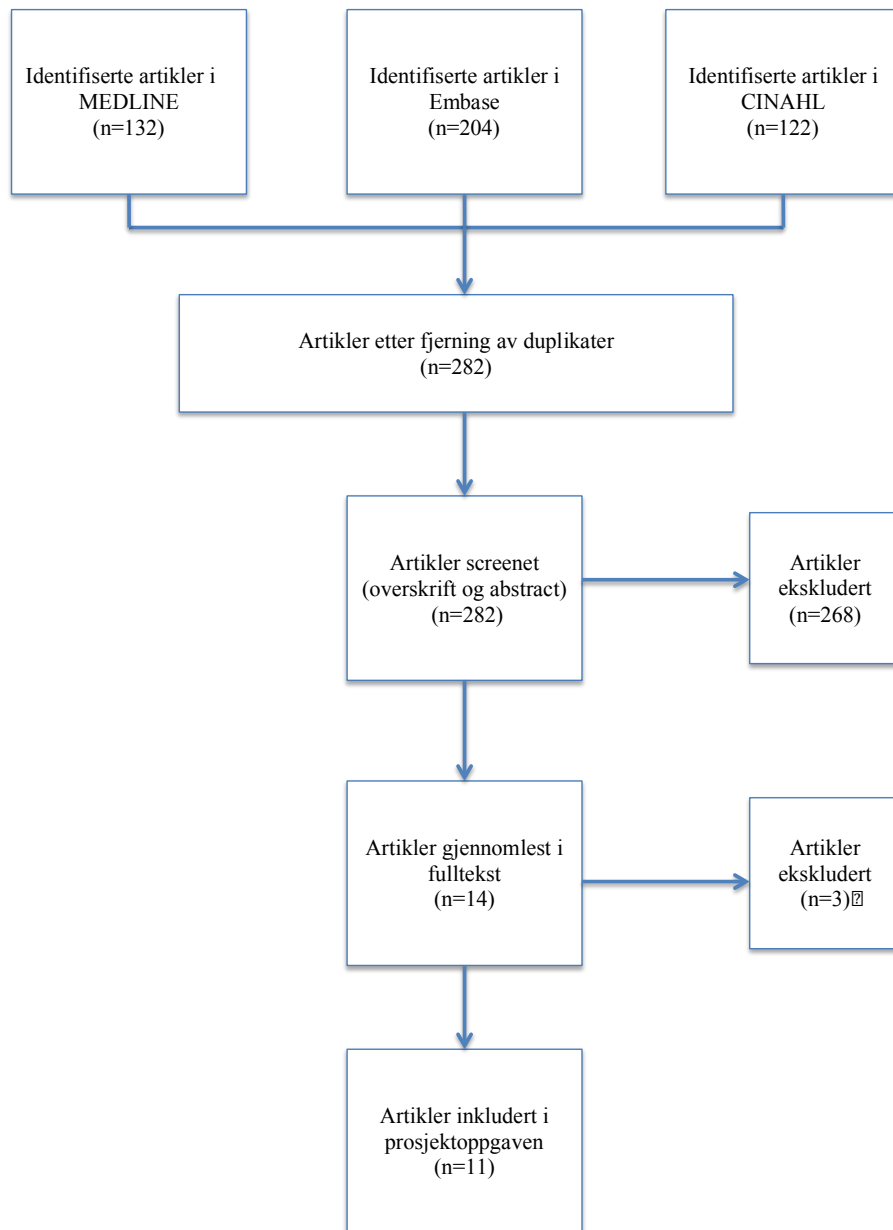 Identifiserte artikler i
MEDLINE
(n=132)
Identifiserte artikler i
Embase
(n=204)
Identifiserte artikler i
CINAHL
(n=122)
Artikler etter fjerning av duplikater
(n=282)
Artikler screenet
(overskrift og abstract)
(n=282)
Artikler
ekskludert
(n=268)
Artikler gjennomlest i
fulltekst
(n=14)
Artikler
ekskludert
(n=3)⍰
Artikler inkludert i
prosjektoppgaven
(n=11)